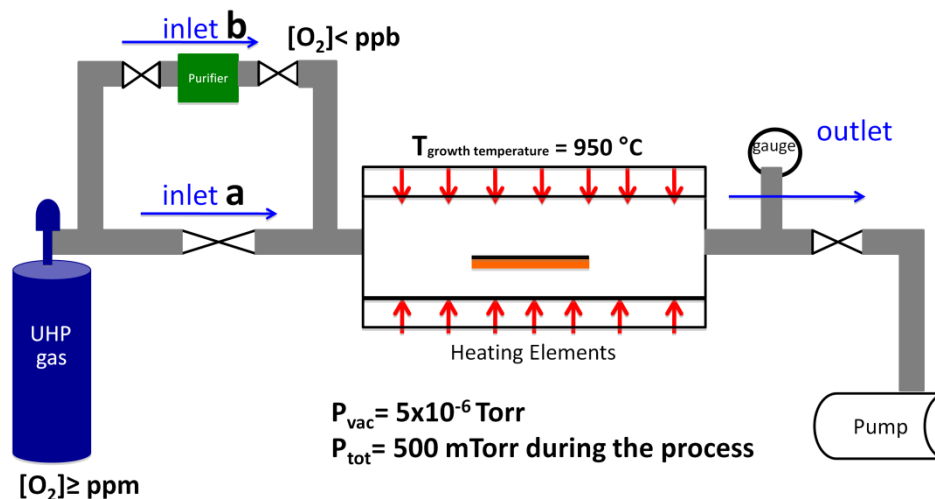 inlet b
[O₂]< ppb
Purifier
T growth temperature = 950 °C
outlet
gauge
inlet a
UHP
gas
Heating Elements
Pvac= 5x10⁻⁶ Torr
Ptot= 500 mTorr during the process
Pump
[O₂]≥ ppm